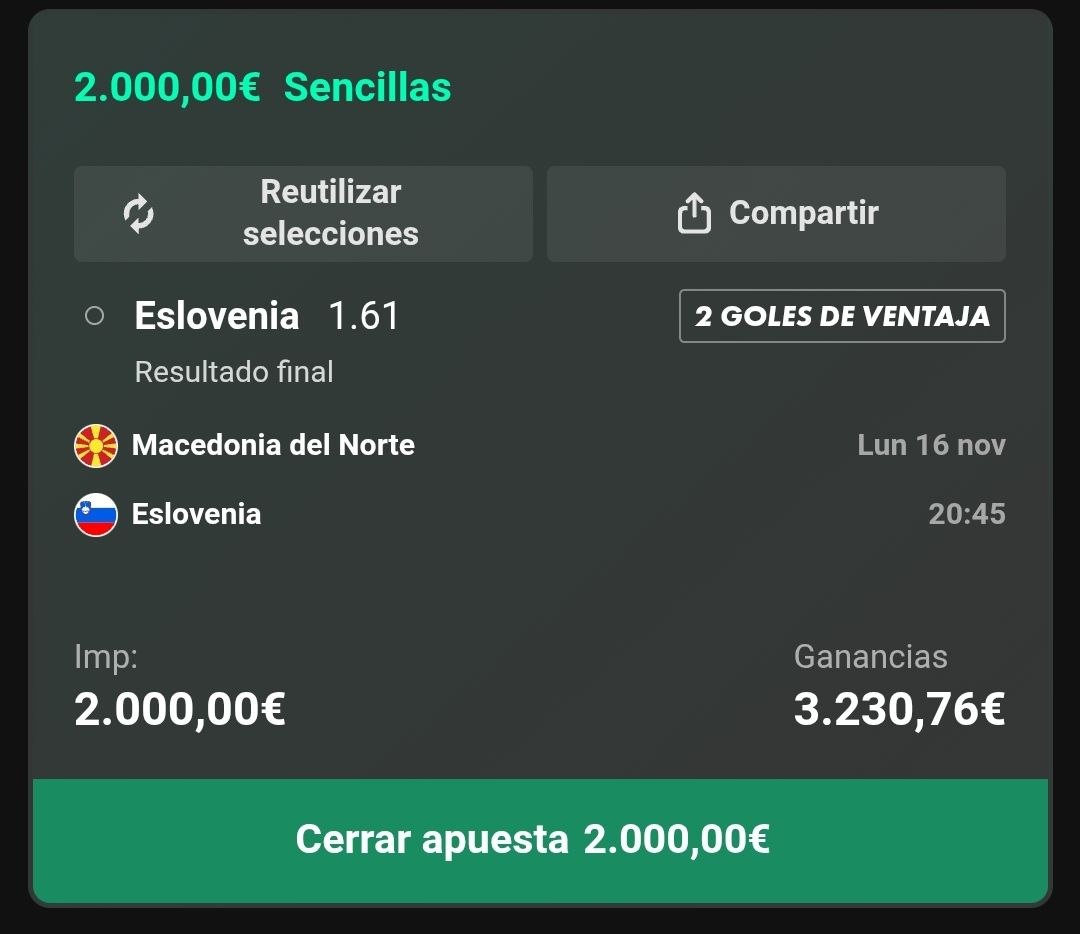 2.000,00€ Sencillas
Reutilizar
selecciones
Compartir
Eslovenia 1.61
2 GOLES DE VENTAJA
Resultado final
Macedonia del Norte
Lun 16 nov
Eslovenia
20:45
Imp:
Ganancias
2.000,00€
3.230,76€
Cerrar apuesta 2.000,00€